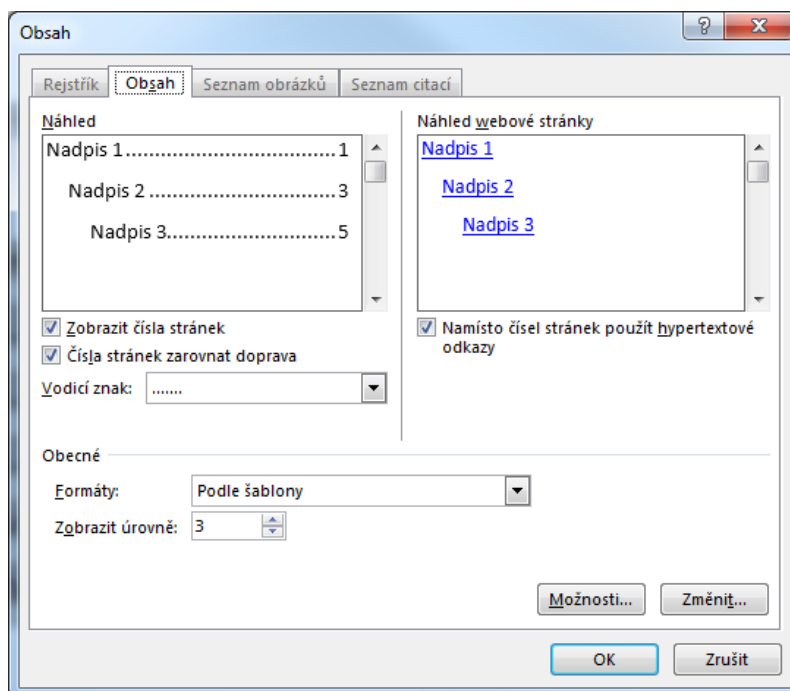 Obsah
Rejstřík Obsah Seznam obrázků Seznam citací
Náhled
Nadpis 1....................................1
Nadpis 2 ................................3
Nadpis 3.............................5
Zobrazit čísla stránek
Čísla stránek zarovnat doprava
Vodicí znak: .......
Náhled webové stránky
Nadpis 1
Nadpis 2
Nadpis 3
Namísto čísel stránek použít hypertextové
odkazy
Obecné
Formáty: Podle šablony
Zobrazit úrovně: 3
Možnosti... Změnit...
OK Zrušit